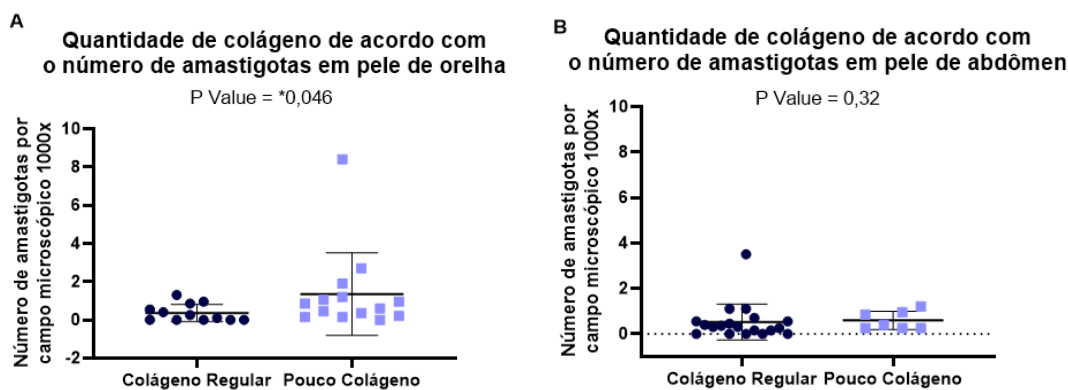 A
Quantidade de colágeno de acordo com
o número de amastigotas em pele de orelha
P Value = *0,046
Número de amastigotas por
campo microscópico 1000x
10
8
6
4
2
0
-2
Colágeno Regular
Pouco Colágeno
B
Quantidade de colágeno de acordo com
o número de amastigotas em pele de abdômen
P Value = 0,32
Número de amastigotas por
campo microscópico 1000x
10
8
6
4
2
0
Colágeno Regular
Pouco Colágeno